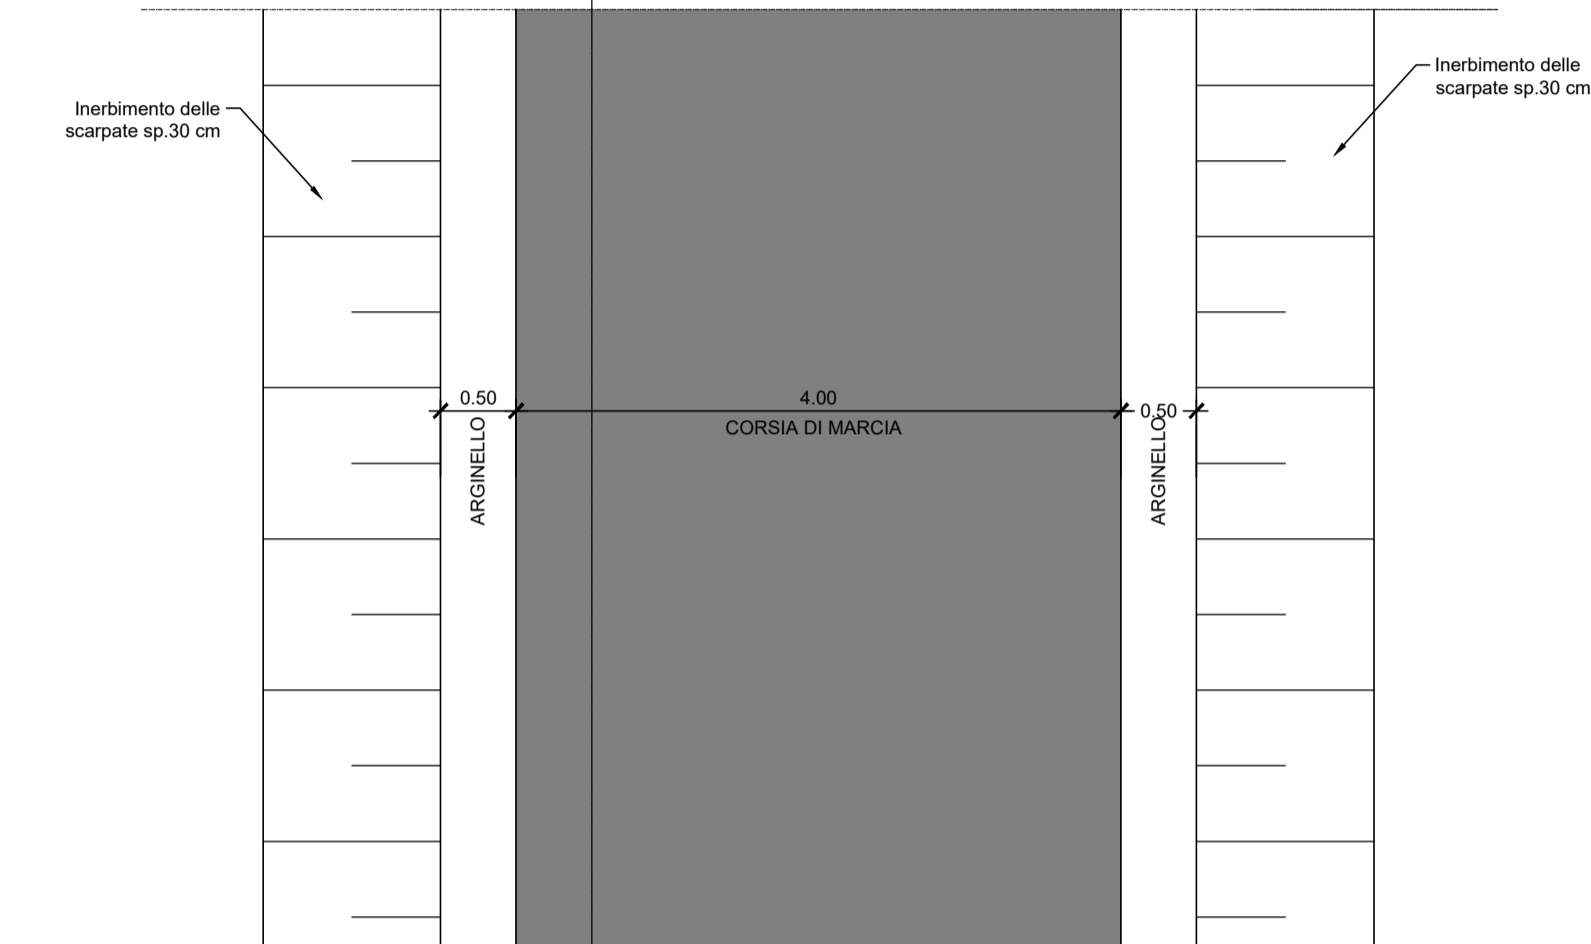 Inerbimento delle
scarpate sp.30 cm
Inerbimento delle
scarpate sp.30 cm
0.50
4.00
0.50
CORSIA DI MARCIA
ARGINELLO
ARGINELLO